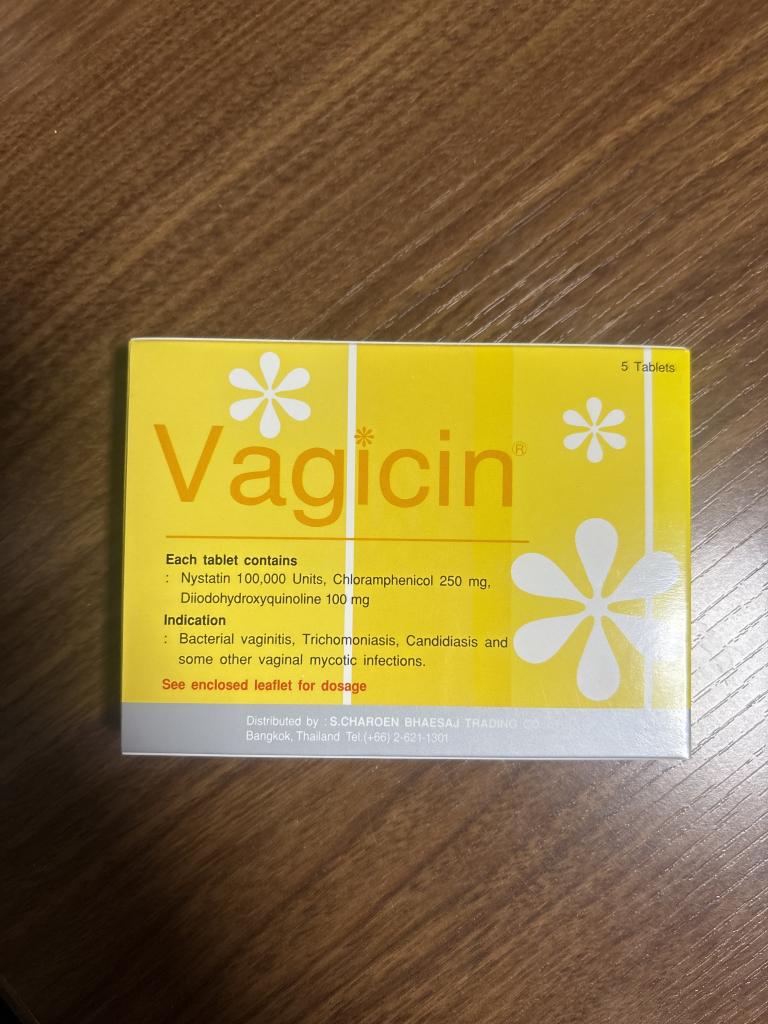 5 Tablets
Vagicin®
Each tablet contains
: Nystatin 100,000 Units, Chloramphenicol 250 mg,
Diiodohydroxyquinoline 100 mg
Indication
: Bacterial vaginitis, Trichomoniasis, Candidiasis and
some other vaginal mycotic infections.
See enclosed leaflet for dosage
Distributed by : S.CHAROEN BHAESAJ TRADING CO
Bangkok, Thailand Tel.(+66) 2-621-1301